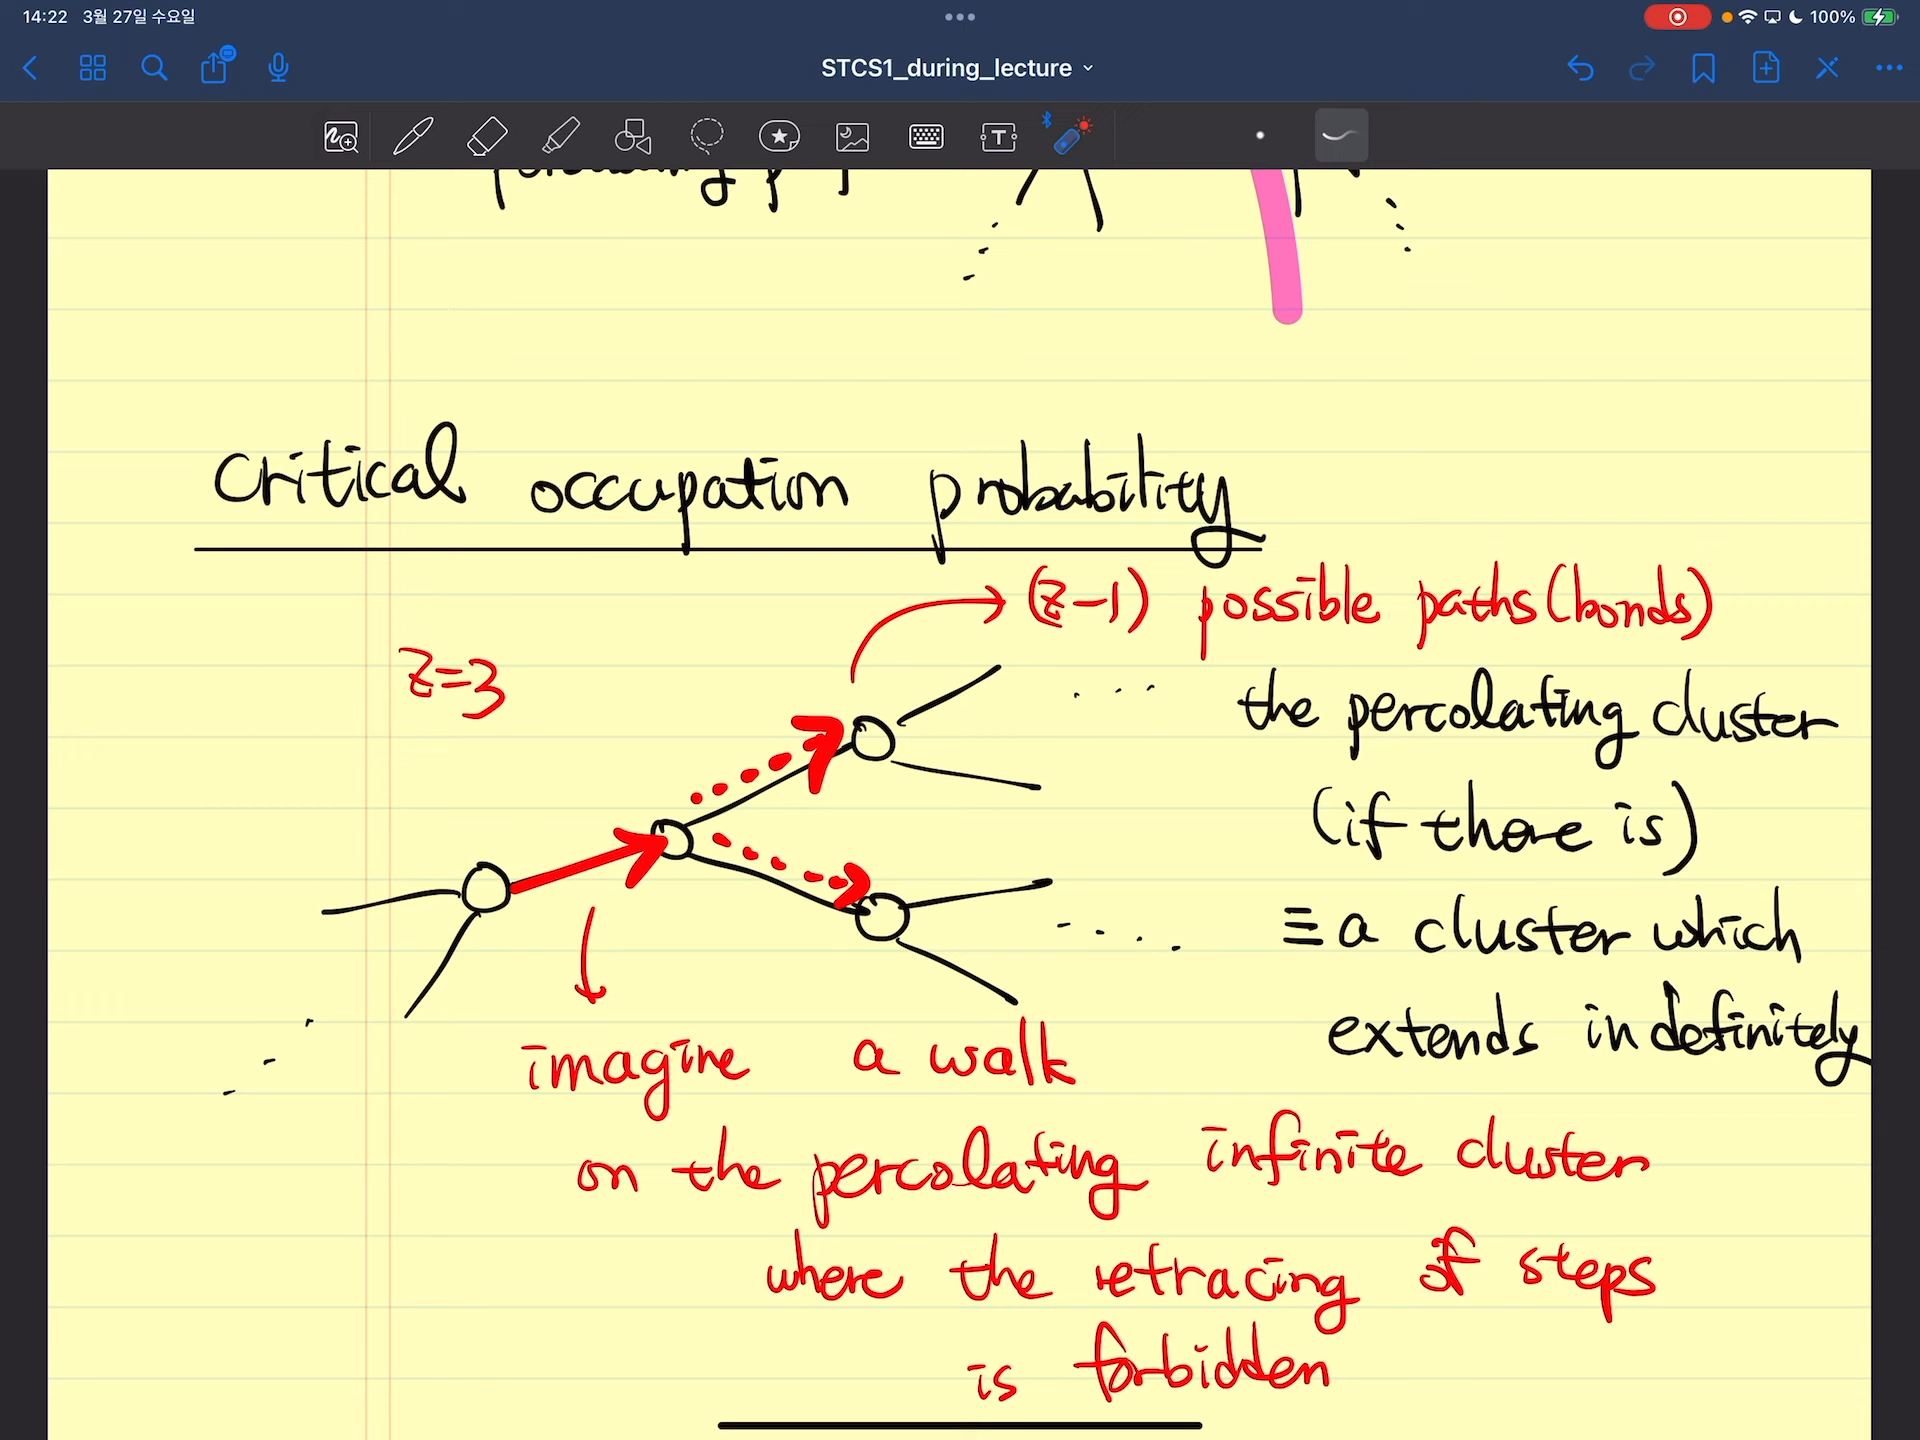 14:22 3월 27일 수요일
100%
STCS1_during_lecture
T
Critical occupation probability
(z-1) possible paths (bonds)
z=3
the percolating cluster
(if there is)
≡ a cluster which
extends indefinitely
imagine a walk
on the percolating infinite cluster
where the retracing of steps
is forbidden